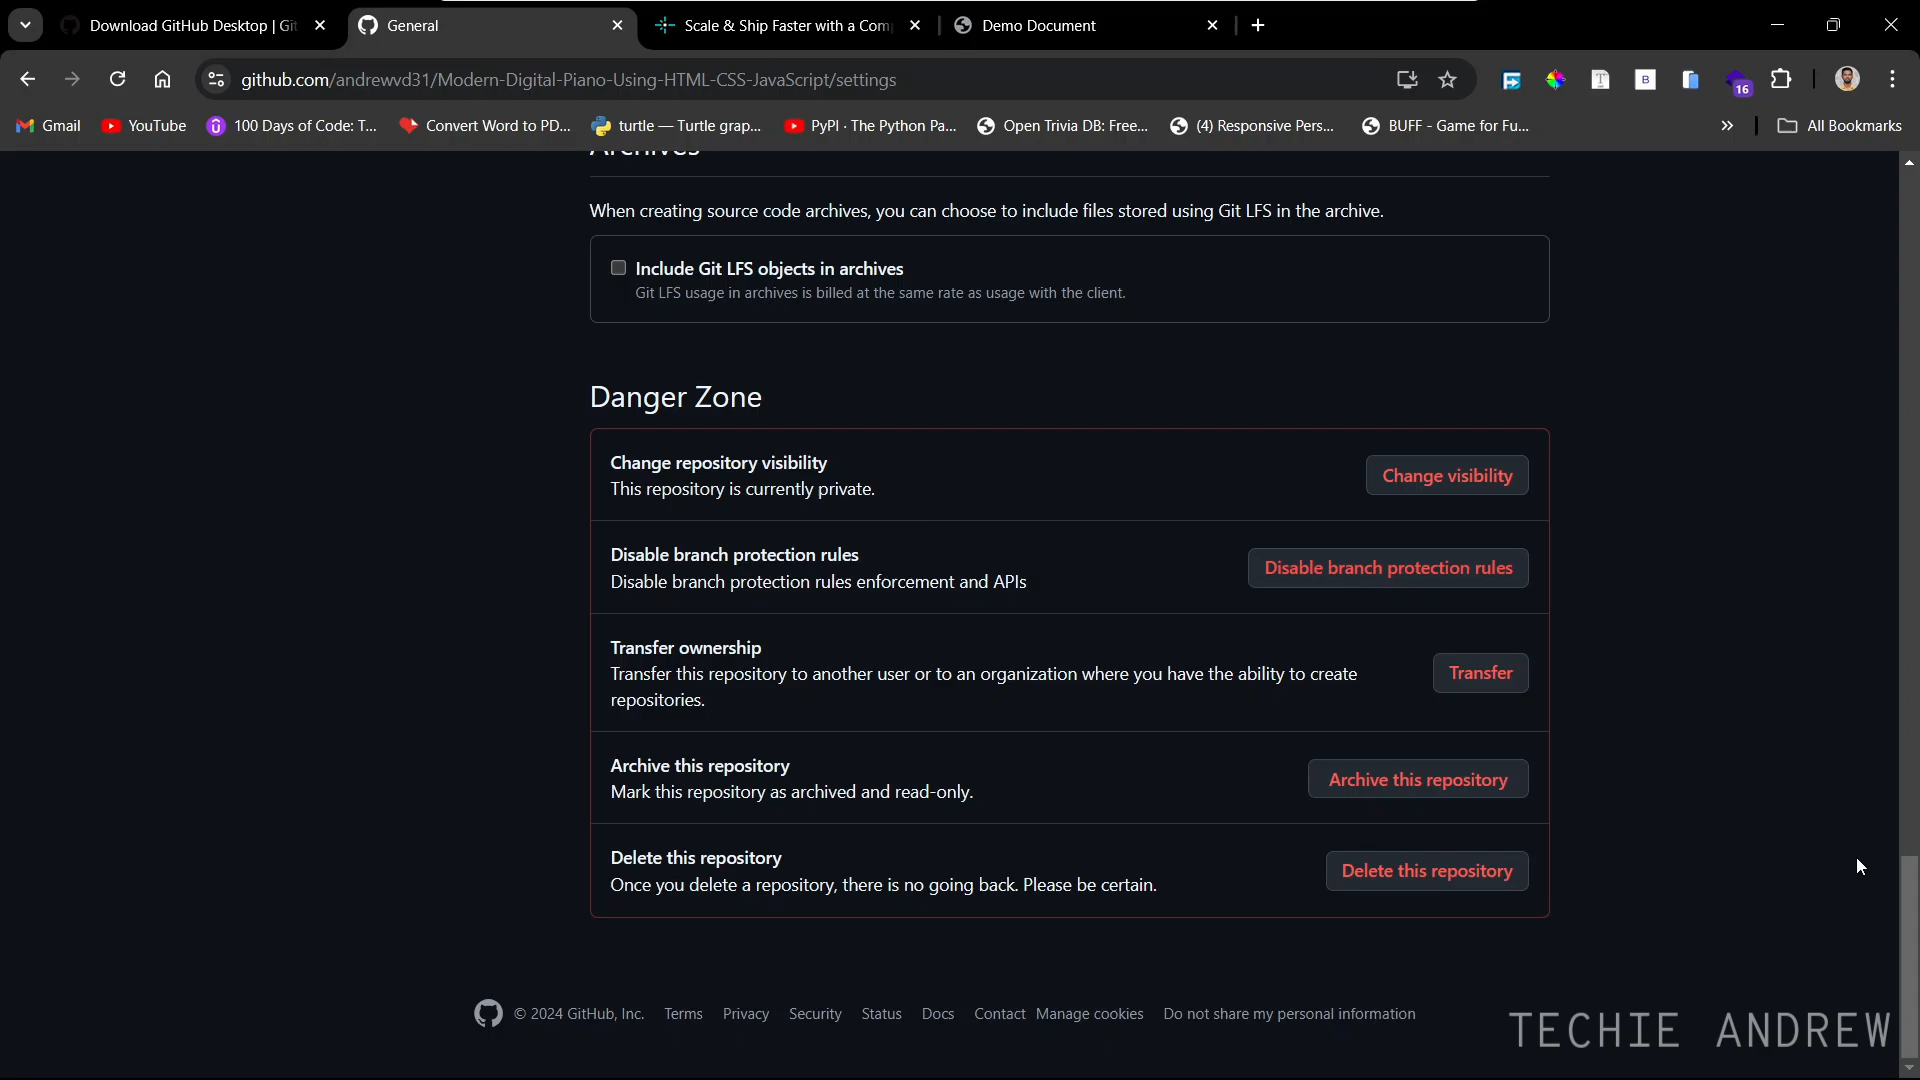 Download GitHub Desktop | Git
General
Scale & Ship Faster with a Com
Demo Document
github.com/andrewvd31/Modern-Digital-Piano-Using-HTML-CSS-JavaScript/settings
16
Gmail
YouTube
100 Days of Code: T...
Convert Word to PD...
turtle — Turtle grap...
PyPI · The Python Pa...
Open Trivia DB: Free...
(4) Responsive Pers...
BUFF - Game for Fu...
All Bookmarks
Archives
When creating source code archives, you can choose to include files stored using Git LFS in the archive.
Include Git LFS objects in archives
Git LFS usage in archives is billed at the same rate as usage with the client.
Danger Zone
Change repository visibility
This repository is currently private.
Change visibility
Disable branch protection rules
Disable branch protection rules enforcement and APIs
Disable branch protection rules
Transfer ownership
Transfer this repository to another user or to an organization where you have the ability to create
repositories.
Transfer
Archive this repository
Mark this repository as archived and read-only.
Archive this repository
Delete this repository
Once you delete a repository, there is no going back. Please be certain.
Delete this repository
© 2024 GitHub, Inc. Terms Privacy Security Status Docs Contact Manage cookies Do not share my personal information
TECHIE ANDREW